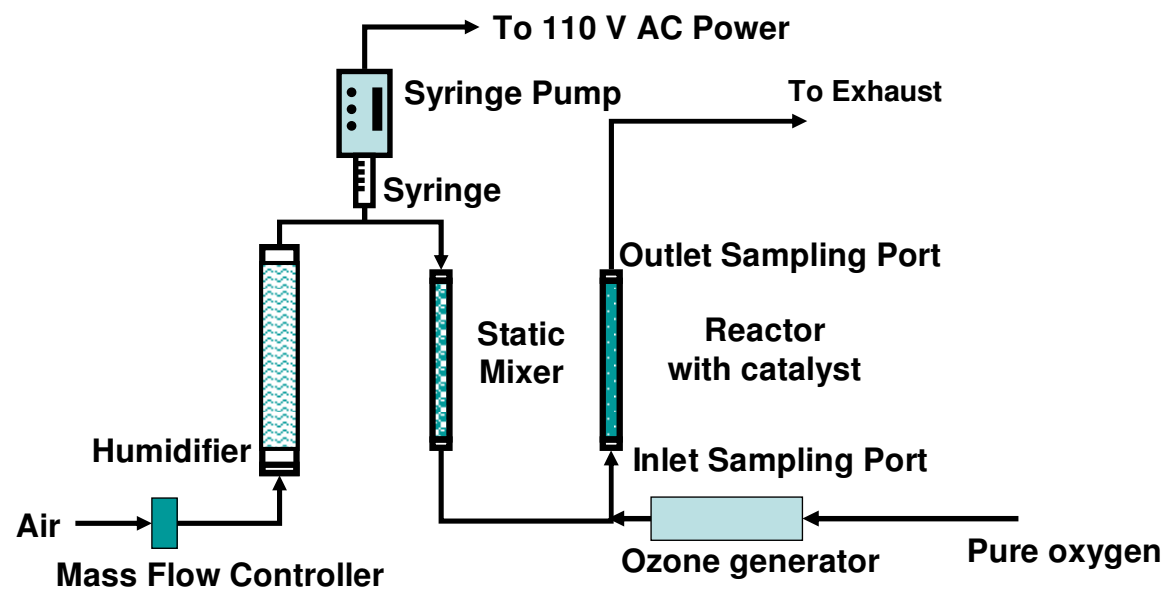 To 110 V AC Power
Syringe Pump
To Exhaust
Syringe
Outlet Sampling Port
Static
Mixer
Reactor
with catalyst
Humidifier
Inlet Sampling Port
Air
Mass Flow Controller
Ozone generator
Pure oxygen